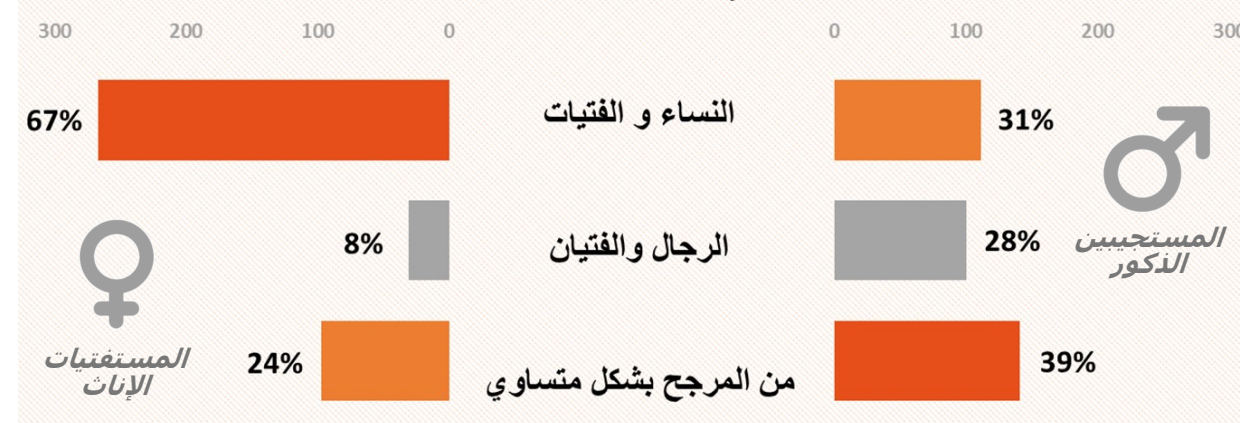 300 200 100 0 0 100 200 300
67% النساء و الفتيات 31%
8% الرجال والفتيان 28%
المستجيبين
الذكور
24% من المرجح بشكل متساوي 39%
المستفتيات
الإناث